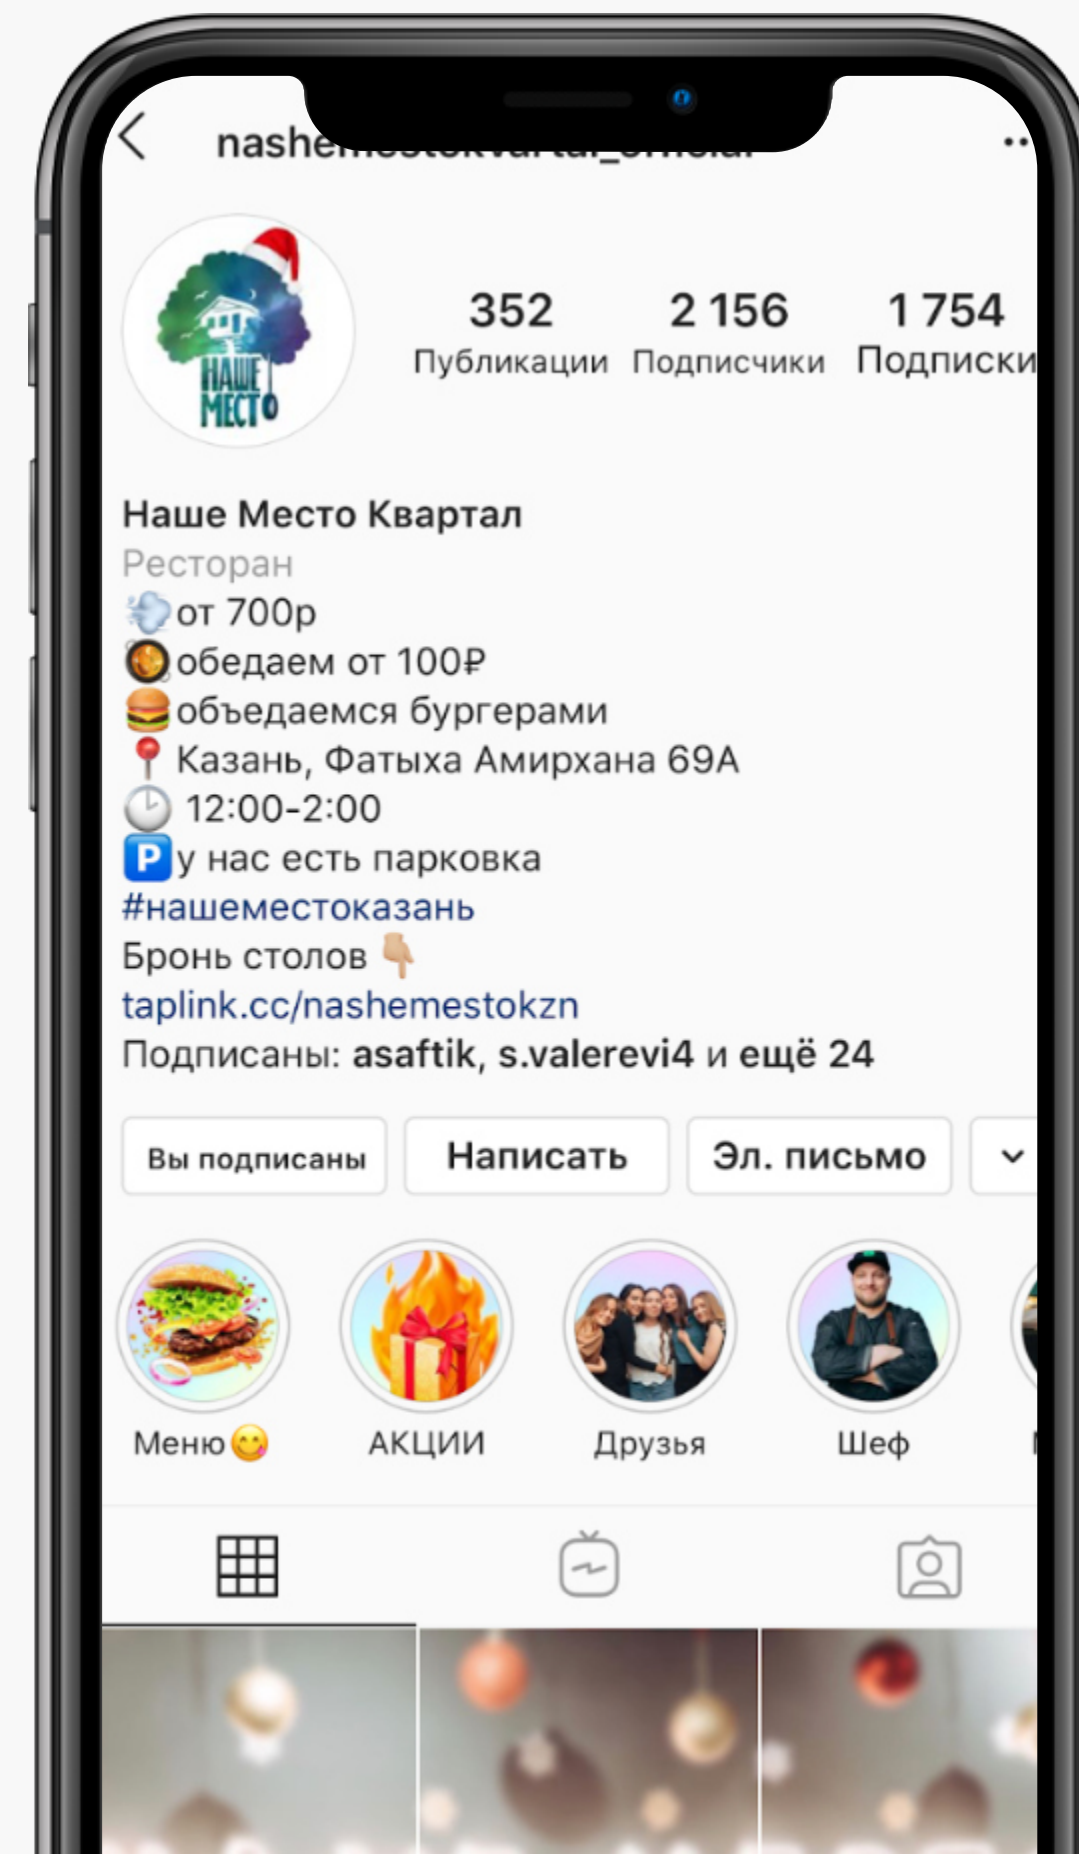 НАШЕ
МЕСТО
352
Публикации
2 156
Подписчики
1 754
Подписки
Наше Место Квартал
Ресторан
💨от 700р
🥘обедаем от 100₽
🍔объедаемся бургерами
📍Казань, Фатыха Амирхана 69А
🕒 12:00-2:00
🅿️у нас есть парковка
#нашеместоказань
Бронь столов 👇🏼
taplink.cc/nashemestokzn
Подписаны: asaftik, s.valerevi4 и ещё 24
Вы подписаны
Написать
Эл. письмо
Меню😋
АКЦИИ
Друзья
Шеф